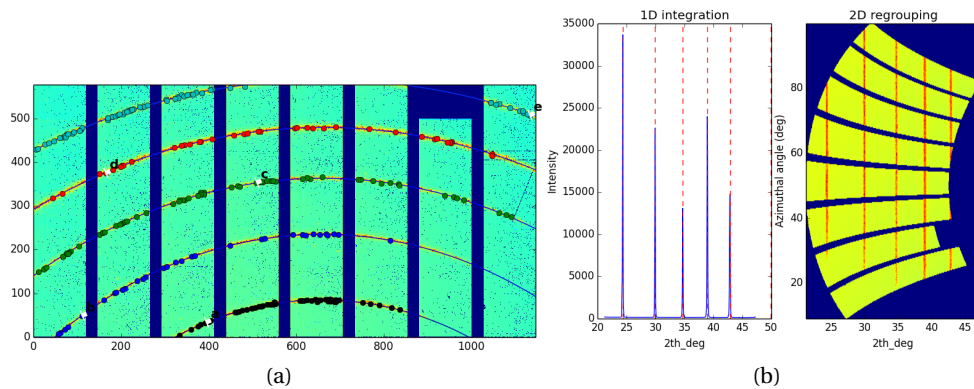 500
400
300
200
100
0
0 200 400 600 800 1000
a
b
c
d
e
(a)
1D integration
35000
30000
25000
20000
15000
10000
5000
0
Intensity
20 25 30 35 40 45 50
2th_deg
2D regrouping
80
60
40
20
Azimuthal angle (deg)
25 30 35 40 45
2th_deg
(b)